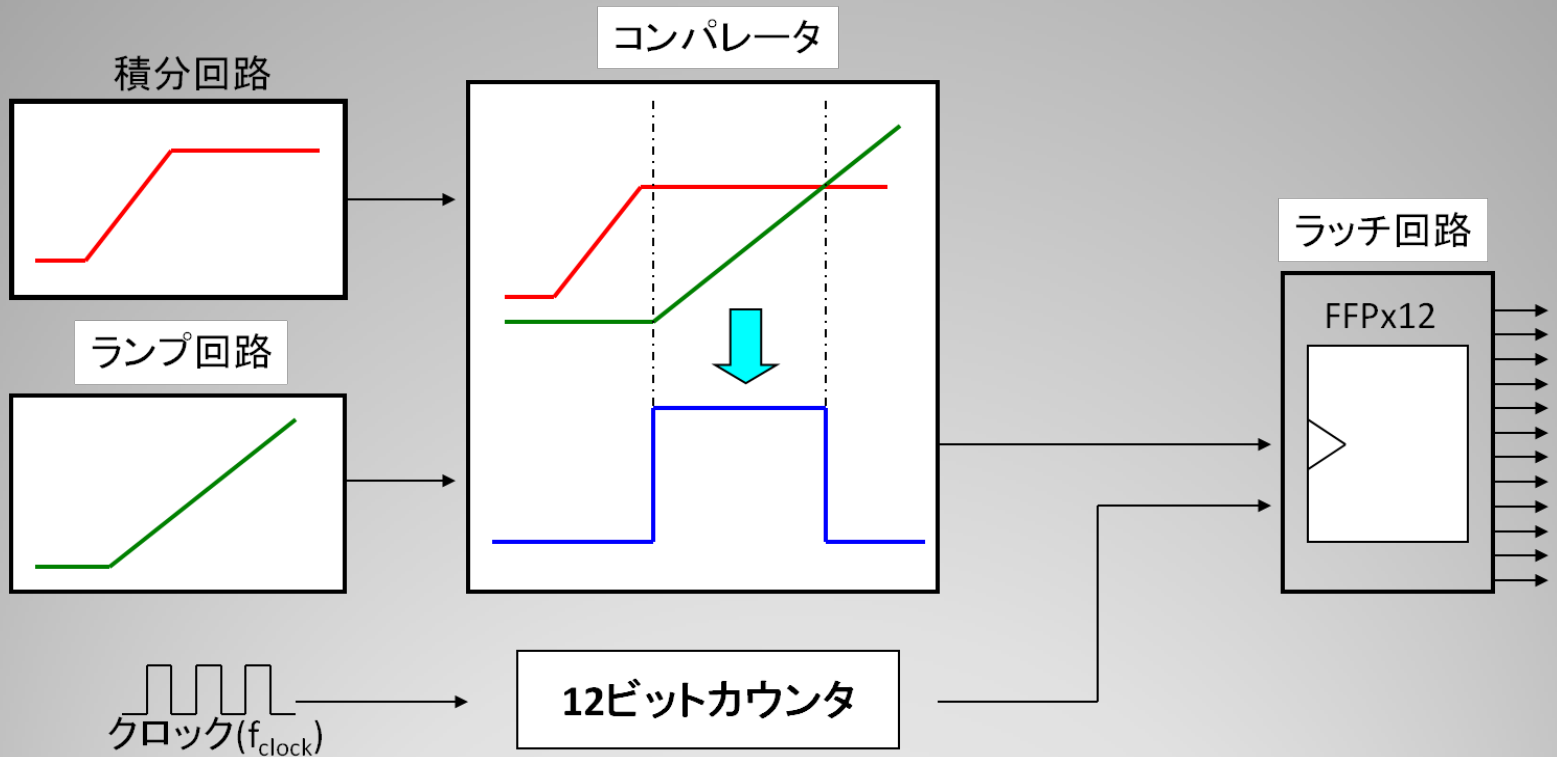 コンパレータ
積分回路
ランプ回路
ラッチ回路
FFPx12
12ビットカウンタ
クロック(fclock)